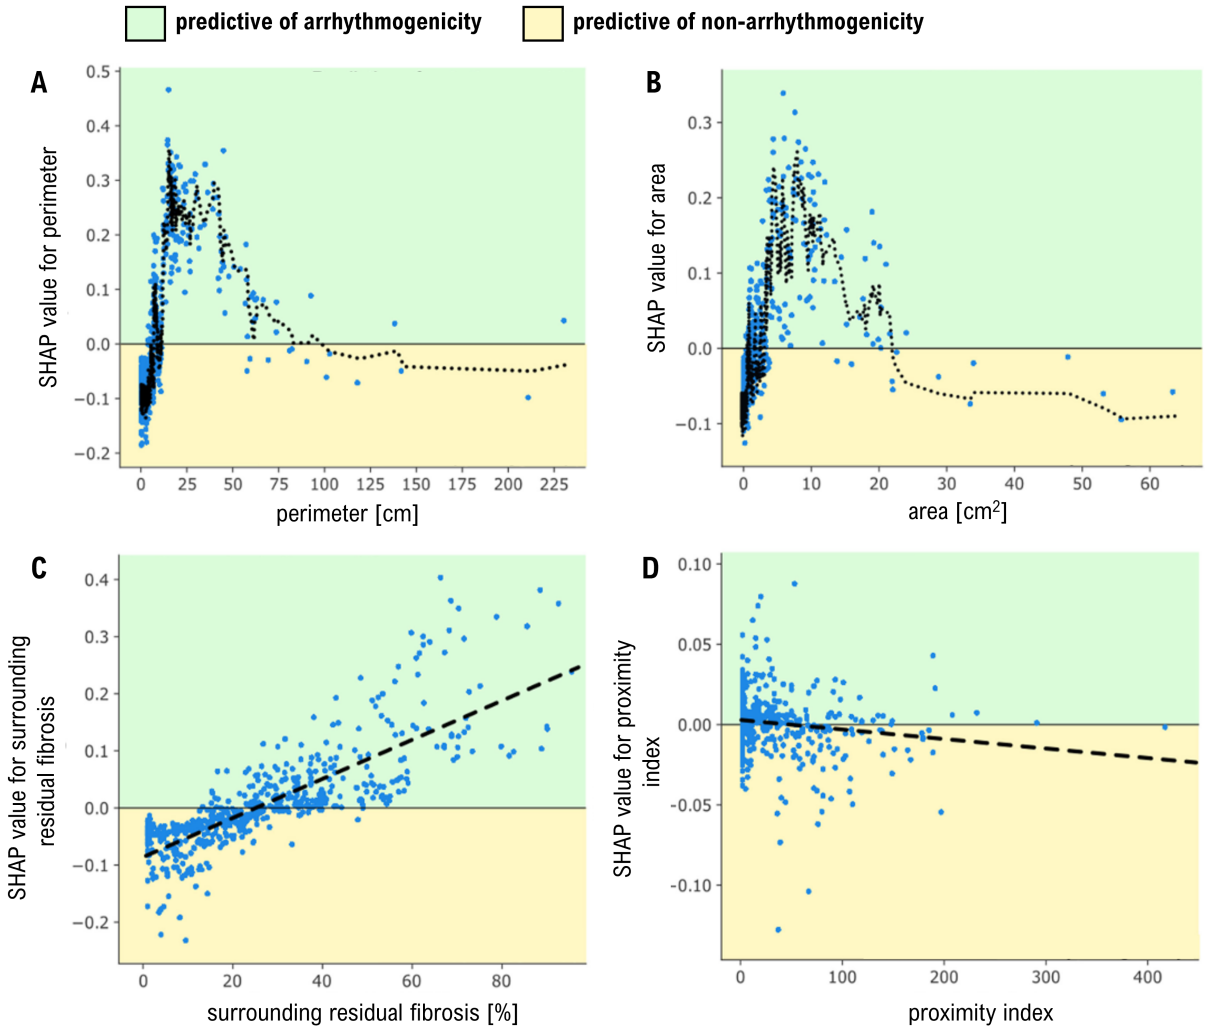 predictive of arrhythmogenicity
predictive of non-arrhythmogenicity
A
SHAP value for perimeter
0.5
0.4
0.3
0.2
0.1
0.0
−0.1
−0.2
0 25 50 75 100 125 150 175 200 225
perimeter [cm]
B
SHAP value for area
0.3
0.2
0.1
0.0
−0.1
0 10 20 30 40 50 60
area [cm²]
C
SHAP value for surrounding
residual fibrosis
0.4
0.3
0.2
0.1
0.0
−0.1
−0.2
0 20 40 60 80
surrounding residual fibrosis [%]
D
SHAP value for proximity
index
0.10
0.05
0.00
-0.05
-0.10
0 100 200 300 400
proximity index